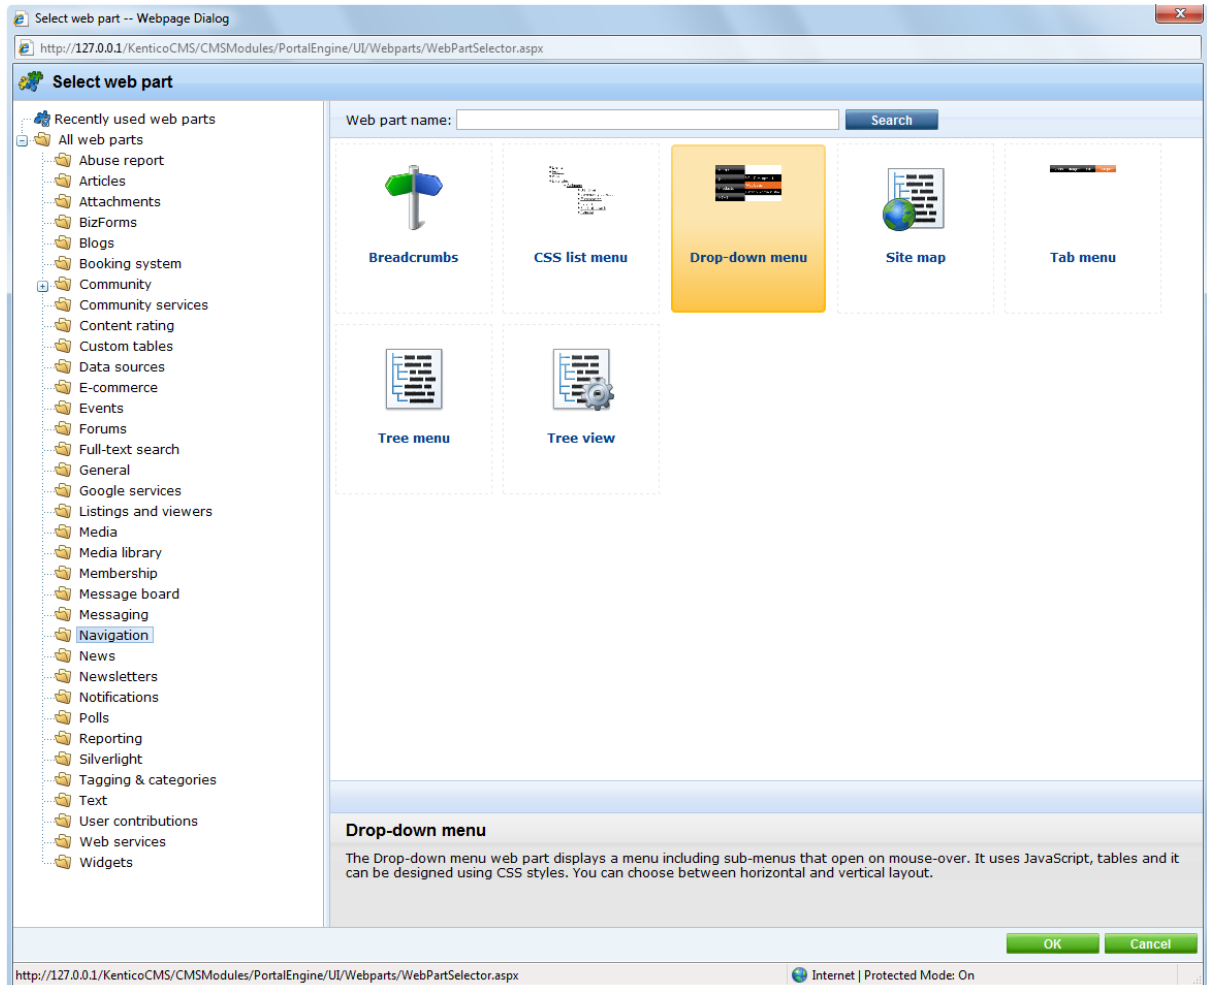 Select web part -- Webpage Dialog
http://127.0.0.1/KenticoCMS/CMSModules/PortalEngine/UI/Webparts/WebPartSelector.aspx
Select web part
Recently used web parts
All web parts
Abuse report
Articles
Attachments
BizForms
Blogs
Booking system
Community
Community services
Content rating
Custom tables
Data sources
E-commerce
Events
Forums
Full-text search
General
Google services
Listings and viewers
Media
Media library
Membership
Message board
Messaging
Navigation
News
Newsletters
Notifications
Polls
Reporting
Silverlight
Tagging & categories
Text
User contributions
Web services
Widgets
Web part name:
Search
Breadcrumbs
CSS list menu
Drop-down menu
Site map
Tab menu
Tree menu
Tree view
Drop-down menu
The Drop-down menu web part displays a menu including sub-menus that open on mouse-over. It uses JavaScript, tables and it
can be designed using CSS styles. You can choose between horizontal and vertical layout.
OK
Cancel
http://127.0.0.1/KenticoCMS/CMSModules/PortalEngine/UI/Webparts/WebPartSelector.aspx
Internet | Protected Mode: On